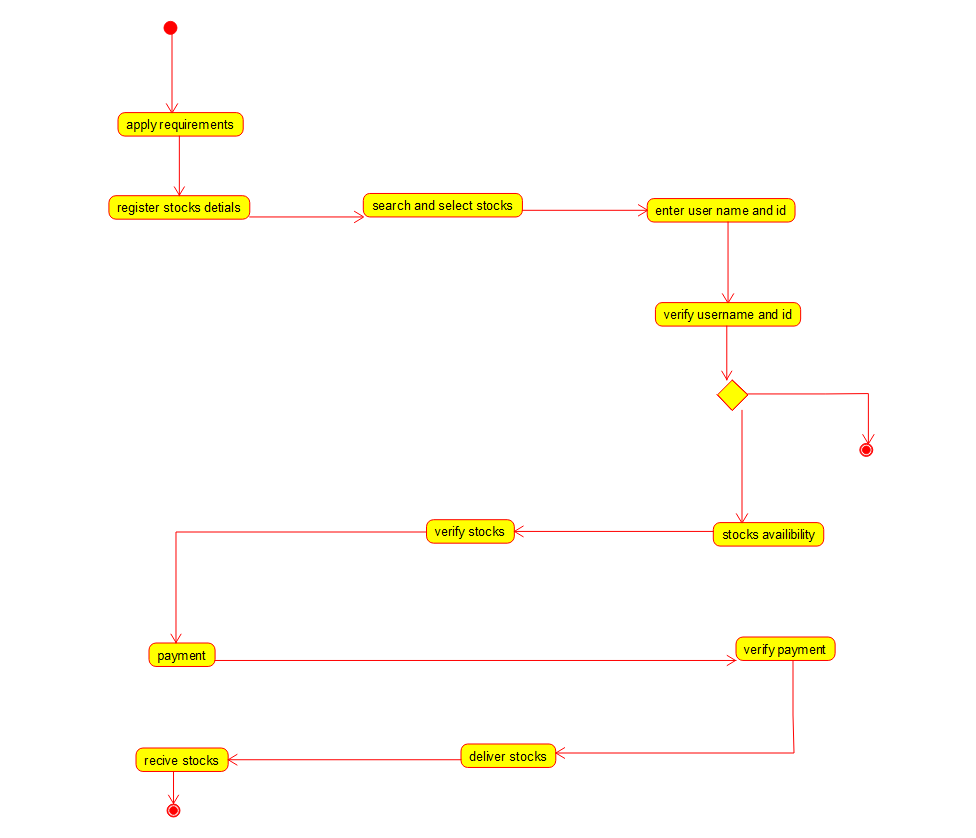 apply requirements
register stocks detials
search and select stocks
enter user name and id
verify username and id
stocks availibility
verify stocks
payment
verify payment
deliver stocks
recive stocks